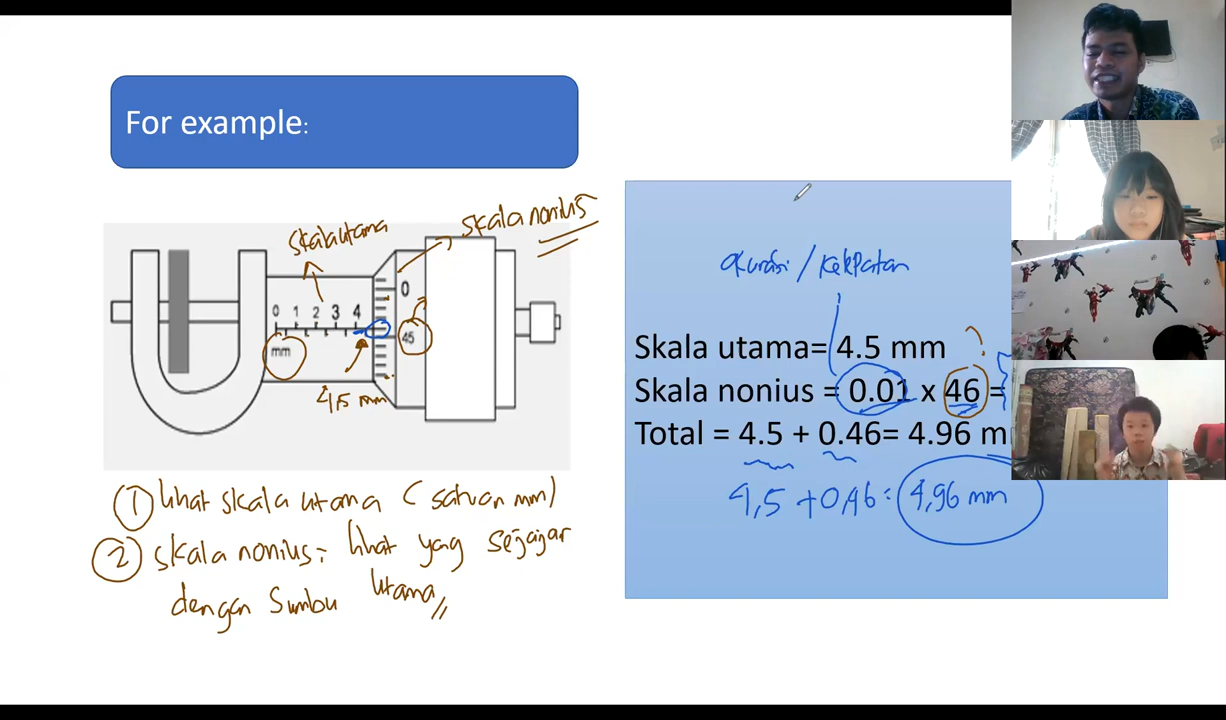 For example:
skala utama
skala nonius
0 1 2 3 4
0
45
mm
4,5 mm
akurasi / ketepatan
Skala utama= 4.5 mm ?
Skala nonius = 0.01 x 46 =
Total = 4.5 + 0.46= 4.96 m
4,5 + 0,46 = 4,96 mm
① lihat skala utama (satuan mm)
② skala nonius = lihat yag sejajar
dengan Sumbu utama